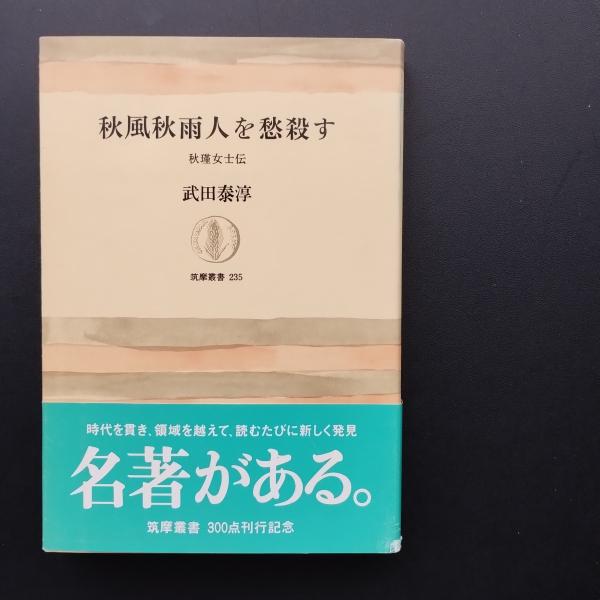 秋風秋雨人を愁殺す
秋瑾女士伝
武田泰淳
筑摩叢書 235
時代を貫き、領域を越えて、読むたびに新しく発見
名著がある。
筑摩叢書 300点刊行記念